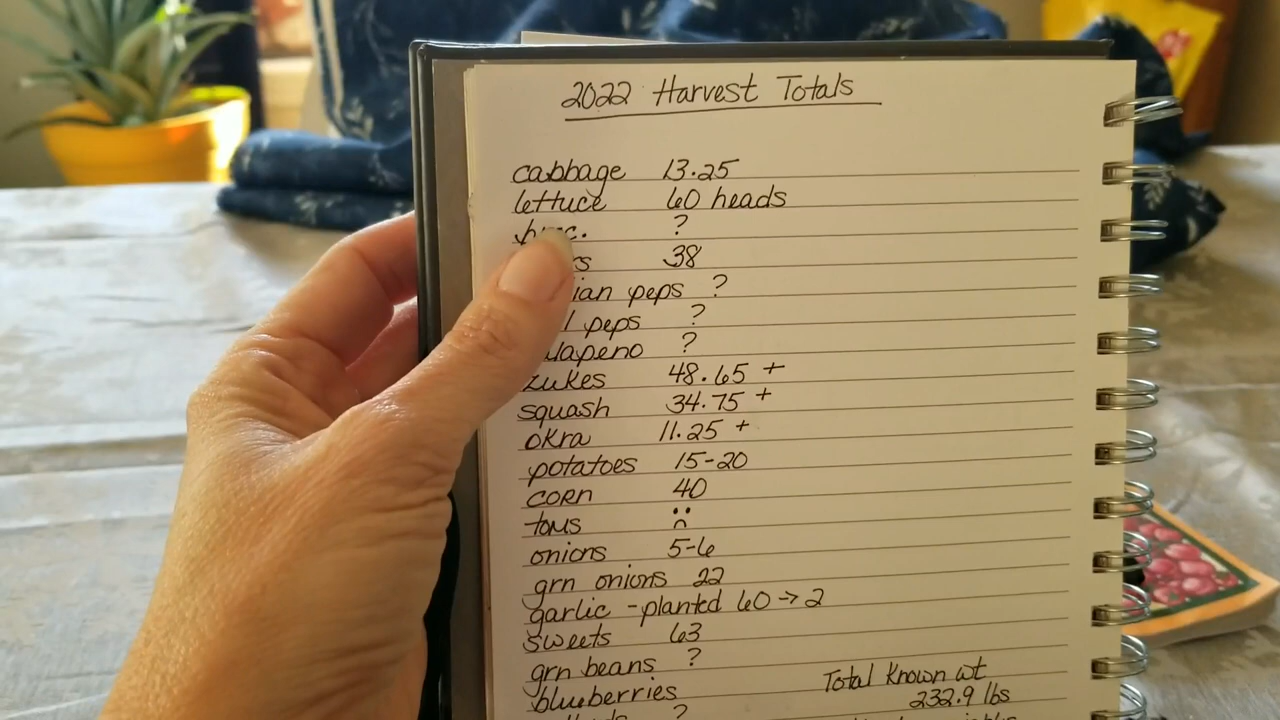 2022 Harvest Totals
cabbage 13.25
lettuce 60 heads
?
38
peps ?
peps ?
?
zukes 48.65 +
squash 34.75 +
okra 11.25 +
potatoes 15-20
corn 40
toms :(
onions 5-6
grn onions 22
garlic - planted 60 → 2
sweets 63
grn beans ?
blueberries
Total Known wt
232.9 lbs
?